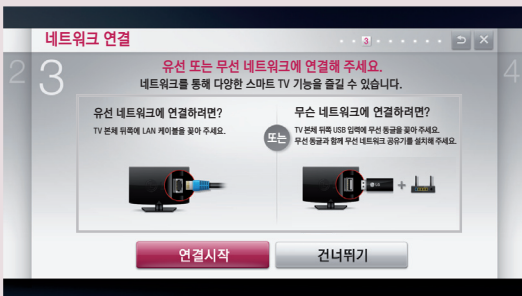 네트워크 연결
3
2
3
4
유선 또는 무선 네트워크에 연결해 주세요.
네트워크를 통해 다양한 스마트 TV 기능을 즐길 수 있습니다.
유선 네트워크에 연결하려면?
TV 본체 뒤쪽에 LAN 케이블을 꽂아 주세요.
또는
무슨 네트워크에 연결하려면?
TV 본체 뒤쪽 USB 입력에 무선 동글을 꽂아 주세요.
무선 동글과 함께 무선 네트워크 공유기를 설치해 주세요.
+
연결시작
건너뛰기